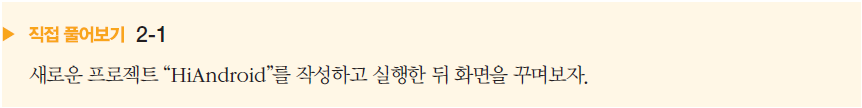 ▶ 직접 풀어보기 2-1
새로운 프로젝트 “HiAndroid”를 작성하고 실행한 뒤 화면을 꾸며보자.